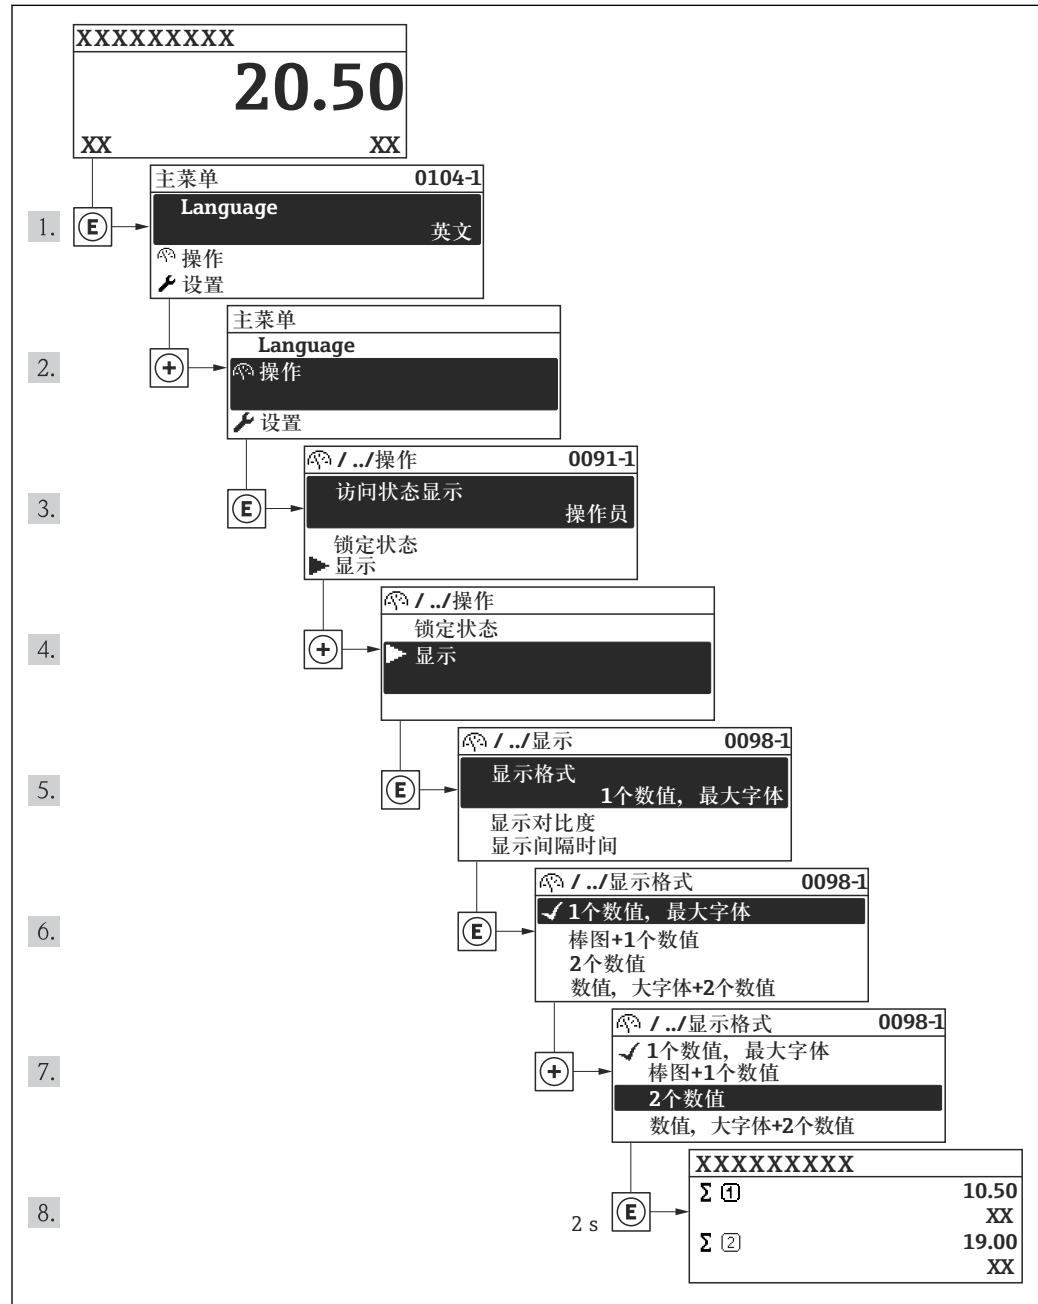 XXXXXXXXX
20.50
XX XX
1. E
主菜单 0104-1
Language
英文
操作
设置
2. +
主菜单
Language
操作
设置
3. E
/ ../操作 0091-1
访问状态显示
操作员
锁定状态
显示
4. +
/ ../操作
锁定状态
显示
5. E
/ ../显示 0098-1
显示格式
1个数值，最大字体
显示对比度
显示间隔时间
6. E
/ ../显示格式 0098-1
1个数值，最大字体
棒图+1个数值
2个数值
数值，大字体+2个数值
7. +
/ ../显示格式 0098-1
1个数值，最大字体
棒图+1个数值
2个数值
数值，大字体+2个数值
8. 2 s E
XXXXXXXXX
Σ 1 10.50
XX
Σ 2 19.00
XX